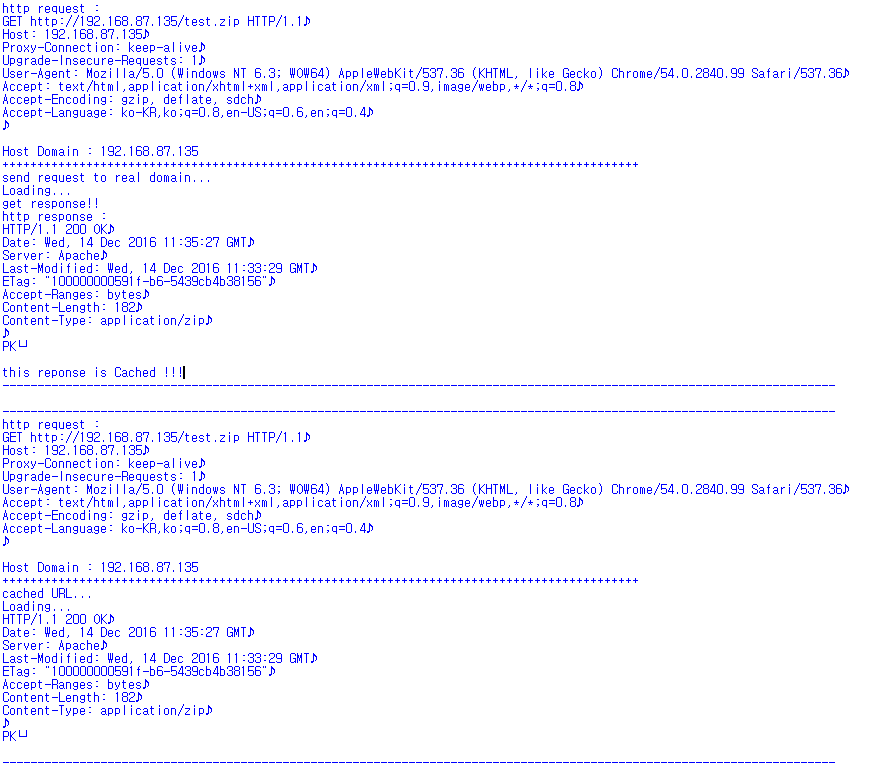 http request :
GET http://192.168.87.135/test.zip HTTP/1.1♪
Host: 192.168.87.135♪
Proxy-Connection: keep-alive♪
Upgrade-Insecure-Requests: 1♪
User-Agent: Mozilla/5.0 (Windows NT 6.3; WOW64) AppleWebKit/537.36 (KHTML, like Gecko) Chrome/54.0.2840.99 Safari/537.36♪
Accept: text/html,application/xhtml+xml,application/xml;q=0.9,image/webp,*/*;q=0.8♪
Accept-Encoding: gzip, deflate, sdch♪
Accept-Language: ko-KR,ko;q=0.8,en-US;q=0.6,en;q=0.4♪
♪
Host Domain : 192.168.87.135
+++++++++++++++++++++++++++++++++++++++++++++++++++++++++++++++++++++++++++++++++++++++++++
send request to real domain...
Loading...
get response!!
http response :
HTTP/1.1 200 OK♪
Date: Wed, 14 Dec 2016 11:35:27 GMT♪
Server: Apache♪
Last-Modified: Wed, 14 Dec 2016 11:33:29 GMT♪
ETag: "100000000591f-b6-5439cb4b38156"♪
Accept-Ranges: bytes♪
Content-Length: 182♪
Content-Type: application/zip♪
♪
PK└┘
this reponse is Cached !!!
-----------------------------------------------------------------------------------------------------------------------
-----------------------------------------------------------------------------------------------------------------------
http request :
GET http://192.168.87.135/test.zip HTTP/1.1♪
Host: 192.168.87.135♪
Proxy-Connection: keep-alive♪
Upgrade-Insecure-Requests: 1♪
User-Agent: Mozilla/5.0 (Windows NT 6.3; WOW64) AppleWebKit/537.36 (KHTML, like Gecko) Chrome/54.0.2840.99 Safari/537.36♪
Accept: text/html,application/xhtml+xml,application/xml;q=0.9,image/webp,*/*;q=0.8♪
Accept-Encoding: gzip, deflate, sdch♪
Accept-Language: ko-KR,ko;q=0.8,en-US;q=0.6,en;q=0.4♪
♪
Host Domain : 192.168.87.135
+++++++++++++++++++++++++++++++++++++++++++++++++++++++++++++++++++++++++++++++++++++++++++
cached URL...
Loading...
HTTP/1.1 200 OK♪
Date: Wed, 14 Dec 2016 11:35:27 GMT♪
Server: Apache♪
Last-Modified: Wed, 14 Dec 2016 11:33:29 GMT♪
ETag: "100000000591f-b6-5439cb4b38156"♪
Accept-Ranges: bytes♪
Content-Length: 182♪
Content-Type: application/zip♪
♪
PK└┘
-----------------------------------------------------------------------------------------------------------------------